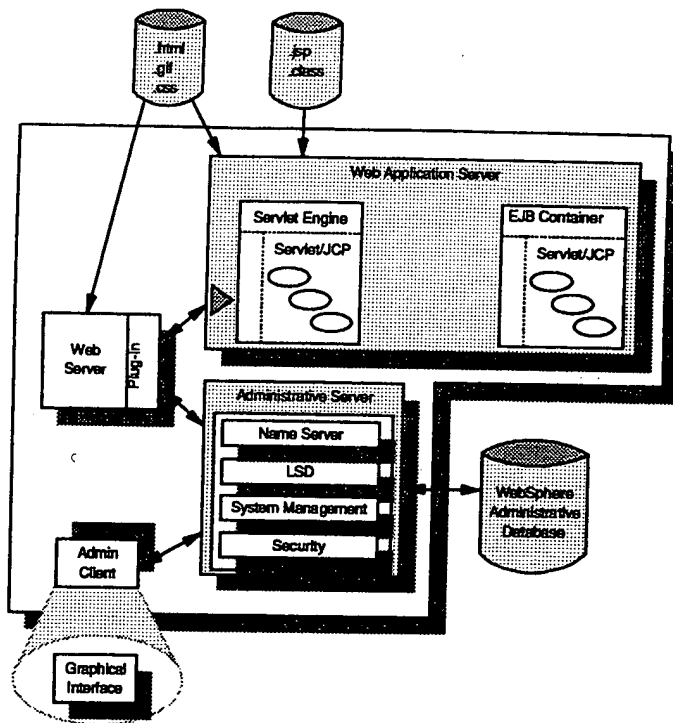 .html
.gif
.css
.jsp
.class
Web Application Server
Servlet Engine
Servlet/JCP
EJB Container
Servlet/JCP
Web
Server
Plug-in
Administrative Server
Name Server
LSD
System Management
Security
WebSphere
Administrative
Database
Admin
Client
Graphical
Interface